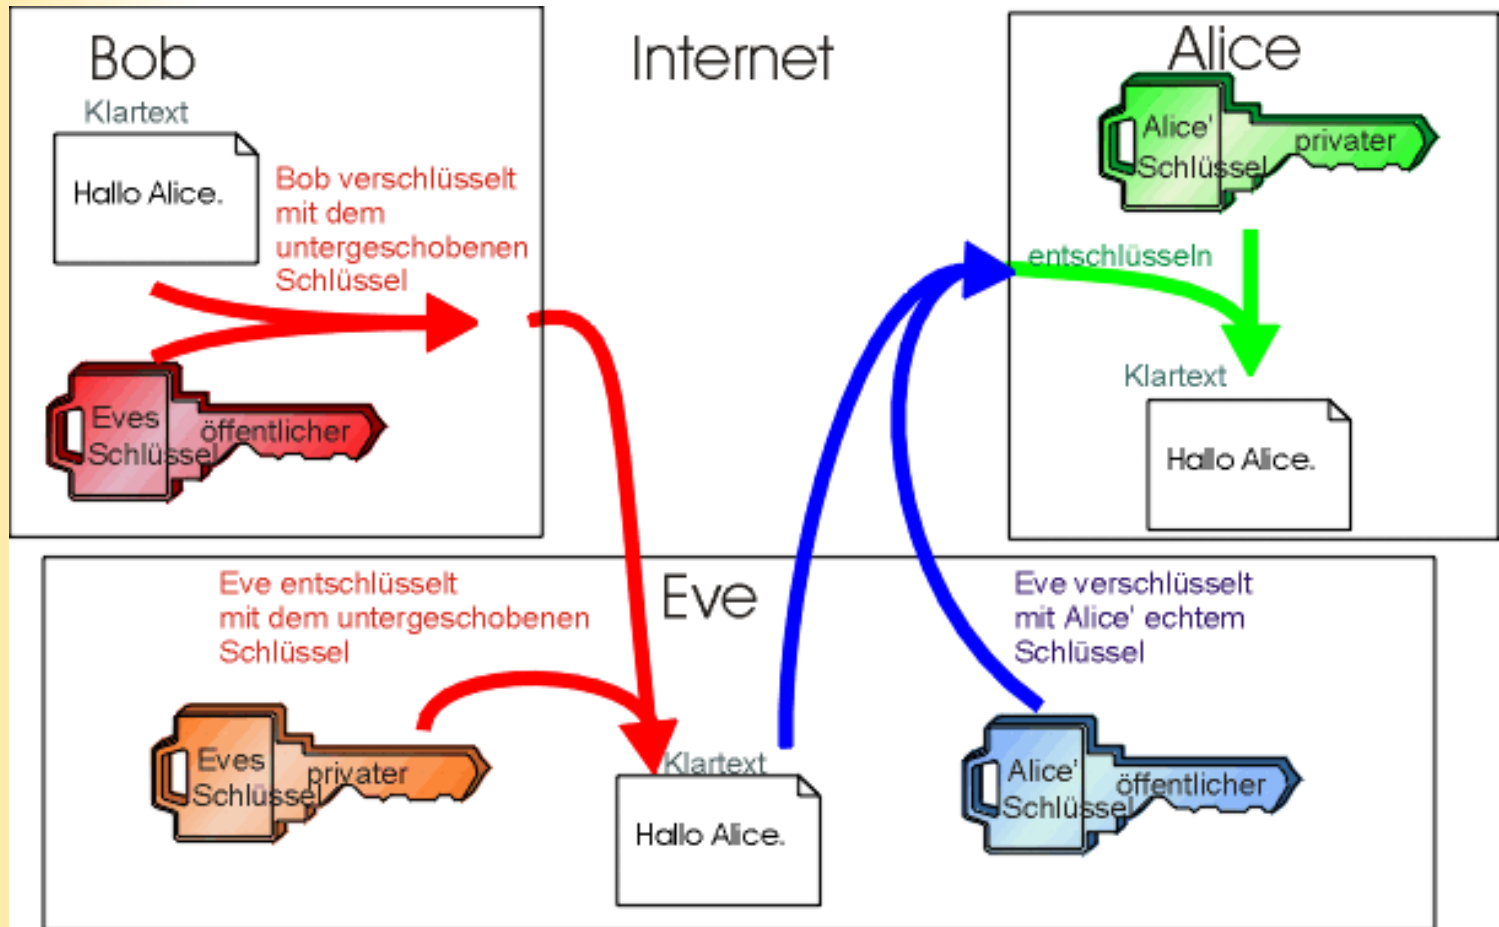 Bob
Klartext
Hallo Alice.
Bob verschlüsselt
mit dem
untergeschobenen
Schlüssel
Eves
öffentlicher
Schlüssel
Internet
Alice
Alice'
privater
Schlüssel
entschlüsseln
Klartext
Hallo Alice.
Eve
Eve entschlüsselt
mit dem untergeschobenen
Schlüssel
Eves
privater
Schlüssel
Klartext
Hallo Alice.
Eve verschlüsselt
mit Alice' echtem
Schlüssel
Alice'
öffentlicher
Schlüssel